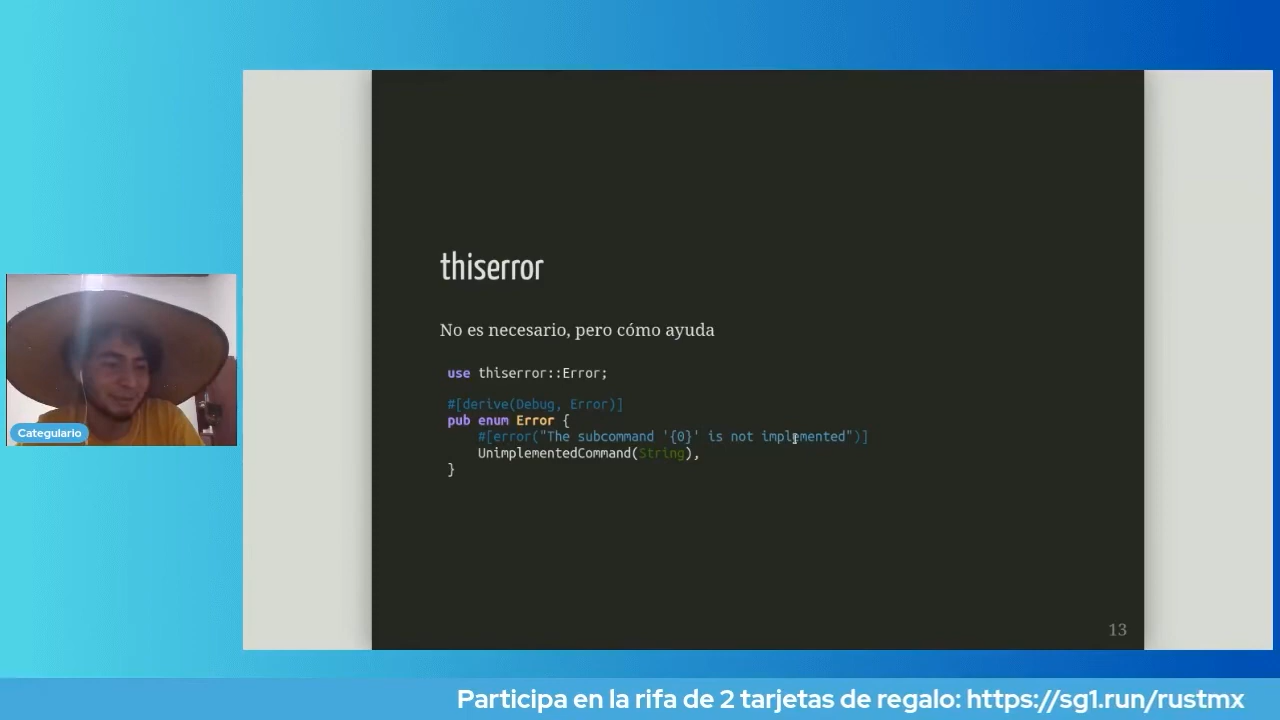 thiserror
No es necesario, pero cómo ayuda
use thiserror::Error;
#[derive(Debug, Error)]
pub enum Error {
#[error("The subcommand '{0}' is not implemented")]
UnimplementedCommand(String),
}
Categulario
13
Participa en la rifa de 2 tarjetas de regalo: https://sg1.run/rustmx